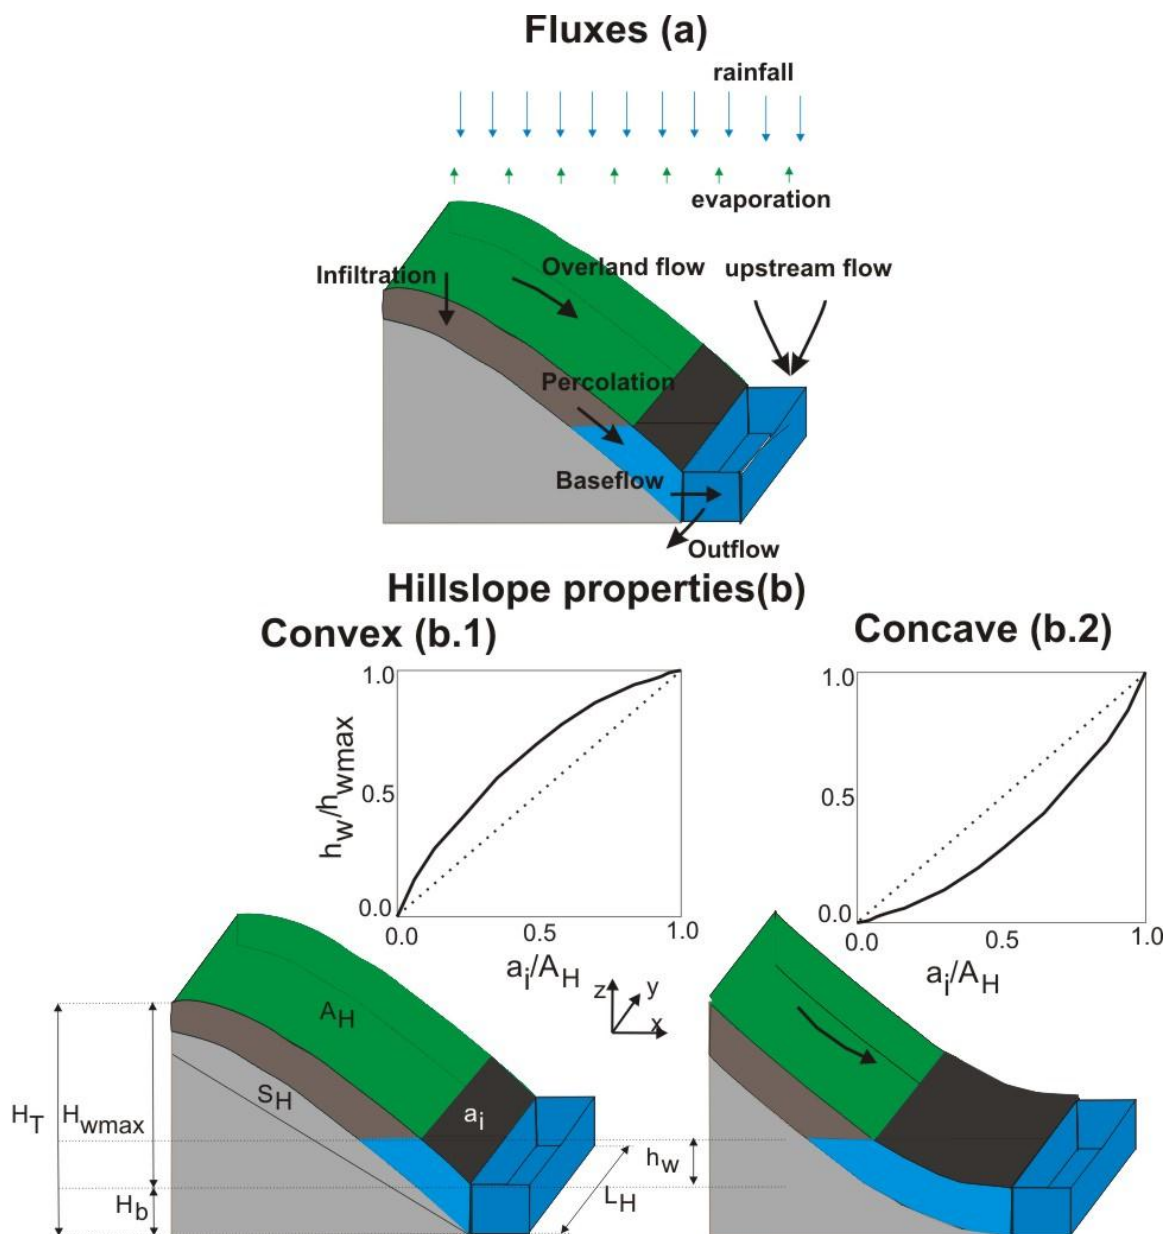 Fluxes (a)
rainfall
evaporation
Infiltration
Overland flow
upstream flow
Percolation
Baseflow
Outflow
Hillslope properties(b)
Convex (b.1)
Concave (b.2)
h_w/h_wmax
1.0
0.5
0.0
0.0
0.5
1.0
a_i/A_H
1.0
0.5
0.0
0.0
0.5
1.0
a_i/A_H
z
y
x
A_H
S_H
a_i
H_T
H_wmax
H_b
h_w
L_H